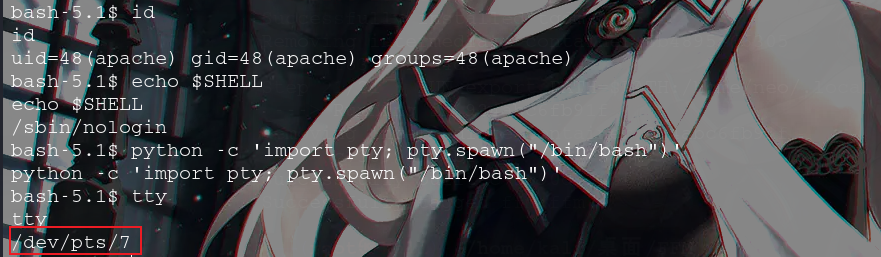 bash-5.1$ id
id
uid=48(apache) gid=48(apache) groups=48(apache)
bash-5.1$ echo $SHELL
echo $SHELL
/sbin/nologin
bash-5.1$ python -c 'import pty; pty.spawn("/bin/bash")'
python -c 'import pty; pty.spawn("/bin/bash")'
bash-5.1$ tty
tty
/dev/pts/7